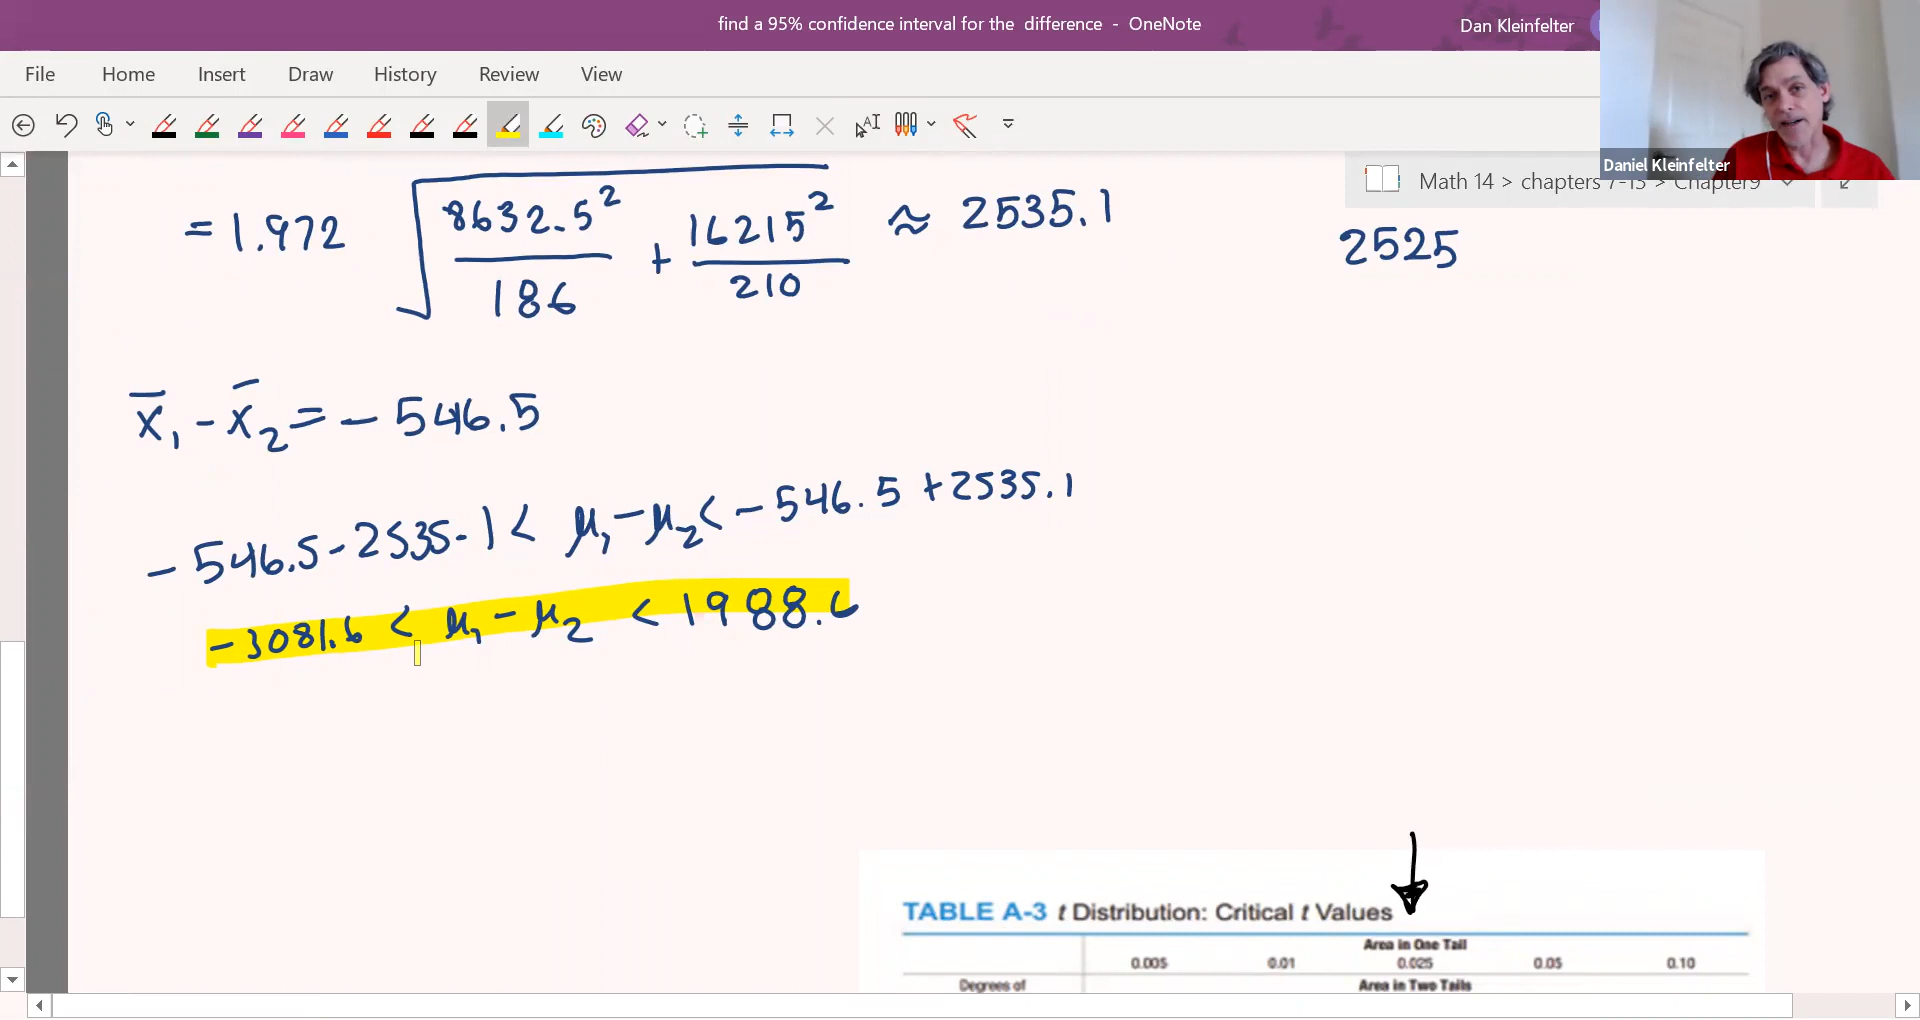 find a 95% confidence interval for the difference - OneNote
Dan Kleinfelter
File Home Insert Draw History Review View
Daniel Kleinfelter
Math 14 > chapters 7-13 > Chapter9
= 1.972 √(8632.5²/186 + 16215²/210) ≈ 2535.1
2525
x̄₁ - x̄₂ = - 546.5
- 546.5 - 2535.1 < μ₁ - μ₂ < - 546.5 + 2535.1
- 3081.6 < μ₁ - μ₂ < 1988.6
TABLE A-3 t Distribution: Critical t Values
Area in One Tail
0.005 0.01 0.025 0.05 0.10
Degrees of Area in Two Tails